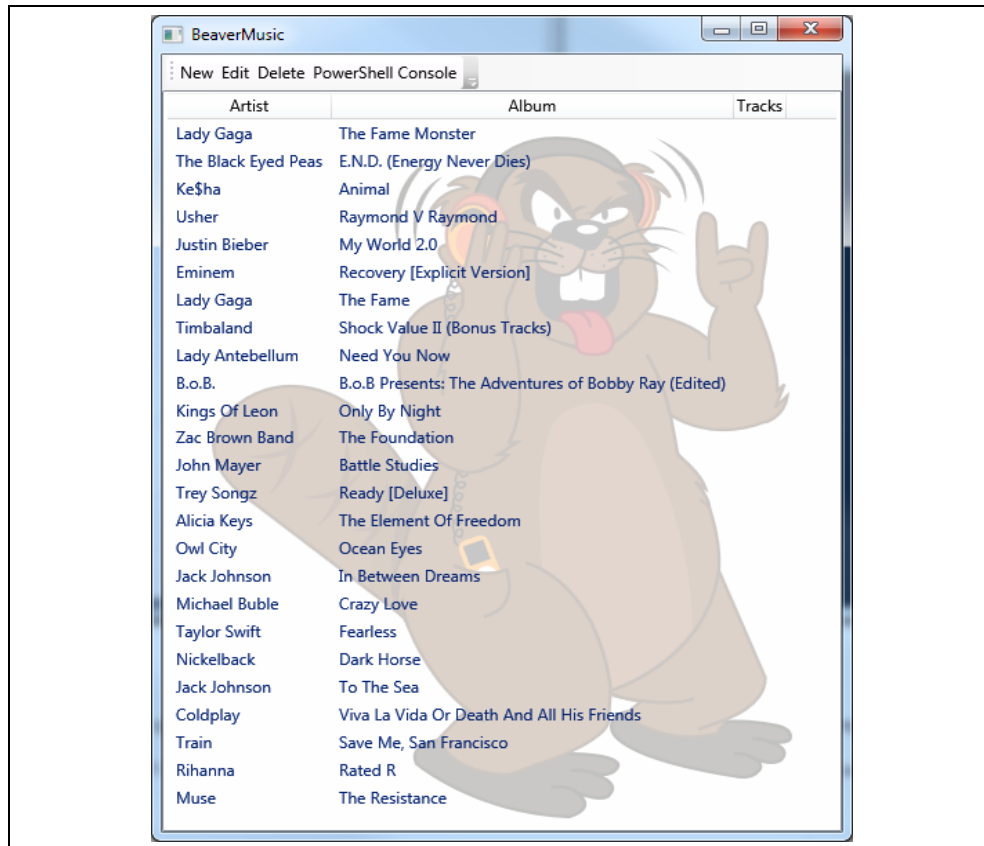 BeaverMusic
New Edit Delete PowerShell Console
Artist Album Tracks
Lady Gaga The Fame Monster
The Black Eyed Peas E.N.D. (Energy Never Dies)
Ke$ha Animal
Usher Raymond V Raymond
Justin Bieber My World 2.0
Eminem Recovery [Explicit Version]
Lady Gaga The Fame
Timbaland Shock Value II (Bonus Tracks)
Lady Antebellum Need You Now
B.o.B. B.o.B Presents: The Adventures of Bobby Ray (Edited)
Kings Of Leon Only By Night
Zac Brown Band The Foundation
John Mayer Battle Studies
Trey Songz Ready [Deluxe]
Alicia Keys The Element Of Freedom
Owl City Ocean Eyes
Jack Johnson In Between Dreams
Michael Buble Crazy Love
Taylor Swift Fearless
Nickelback Dark Horse
Jack Johnson To The Sea
Coldplay Viva La Vida Or Death And All His Friends
Train Save Me, San Francisco
Rihanna Rated R
Muse The Resistance